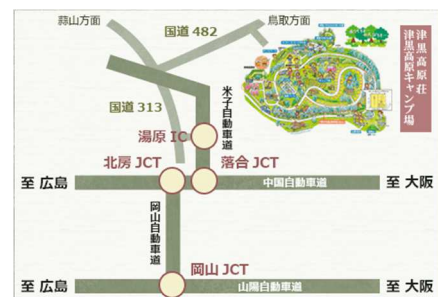 蒜山方面
鳥取方面
国道 482
津黒高原荘
津黒高原キャンプ場
国道 313
米子自動車道
湯原 IC
北房 JCT
落合 JCT
至 広島
中国自動車道
至 大阪
岡山自動車道
岡山 JCT
至 広島
山陽自動車道
至 大阪